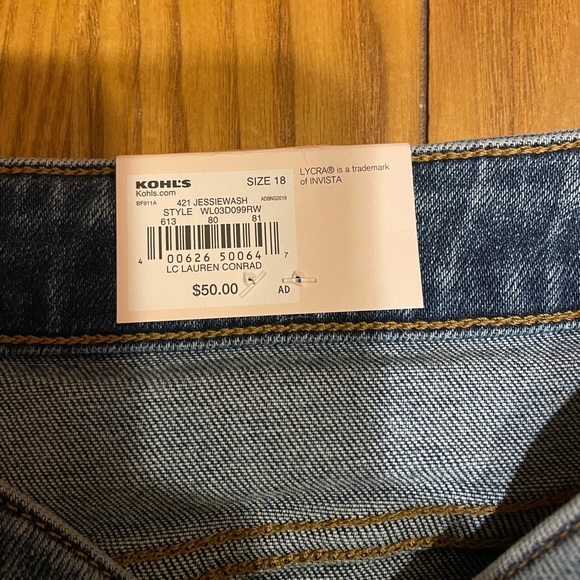 KOHL'S SIZE 18
Kohls.com
BF911A 421 JESSIEWASH ADBNG2019
STYLE WL03D099RW
613 80 81
4 00626 50064 7
LC LAUREN CONRAD
$50.00 AD
LYCRA® is a trademark
of INVISTA